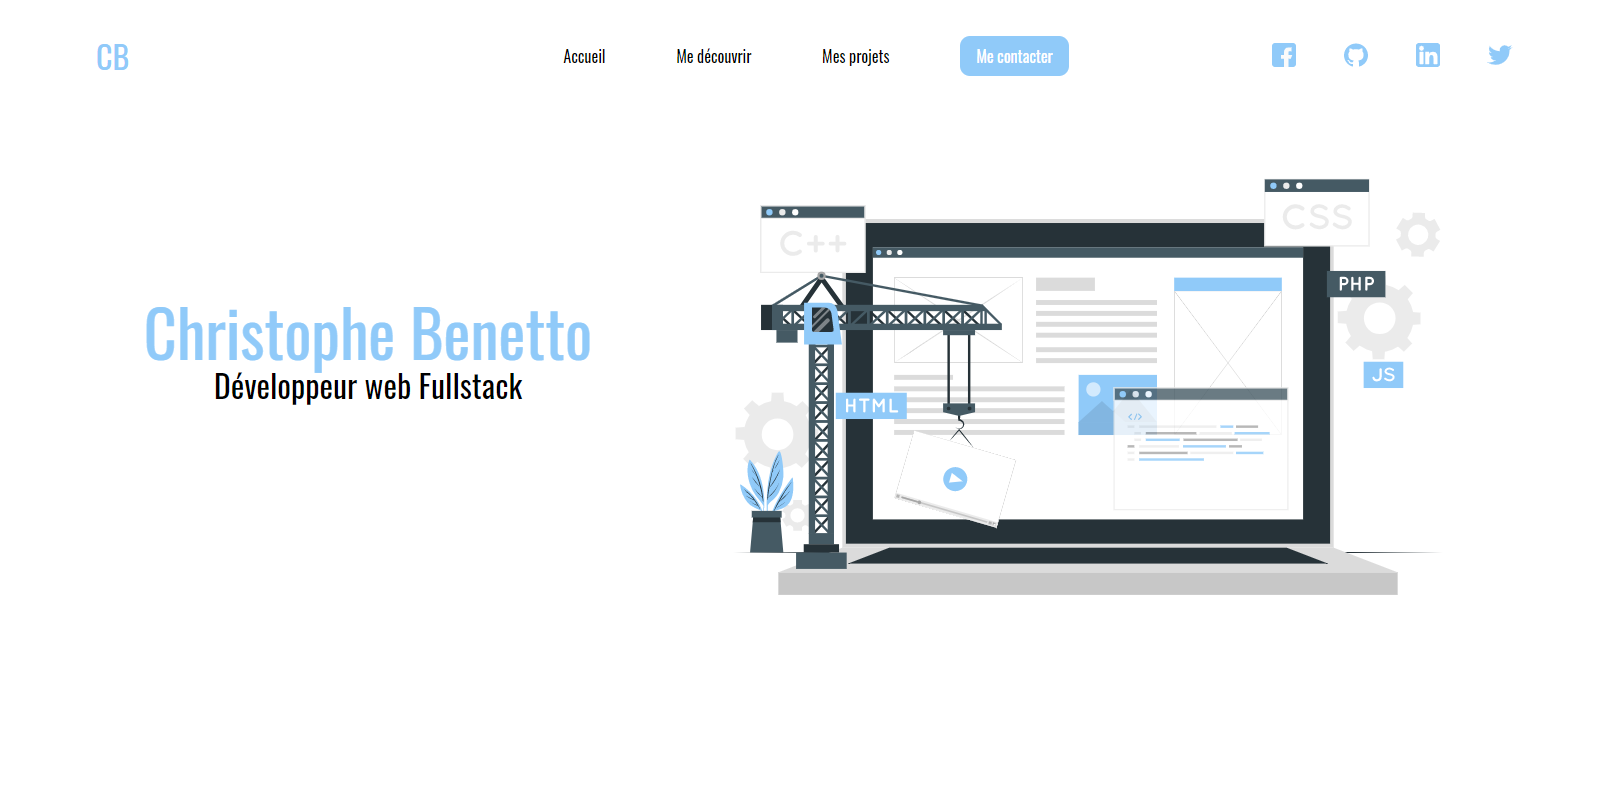 CB
Accueil
Me découvrir
Mes projets
Me contacter
Christophe Benetto
Développeur web Fullstack
C++
CSS
PHP
JS
HTML
</>